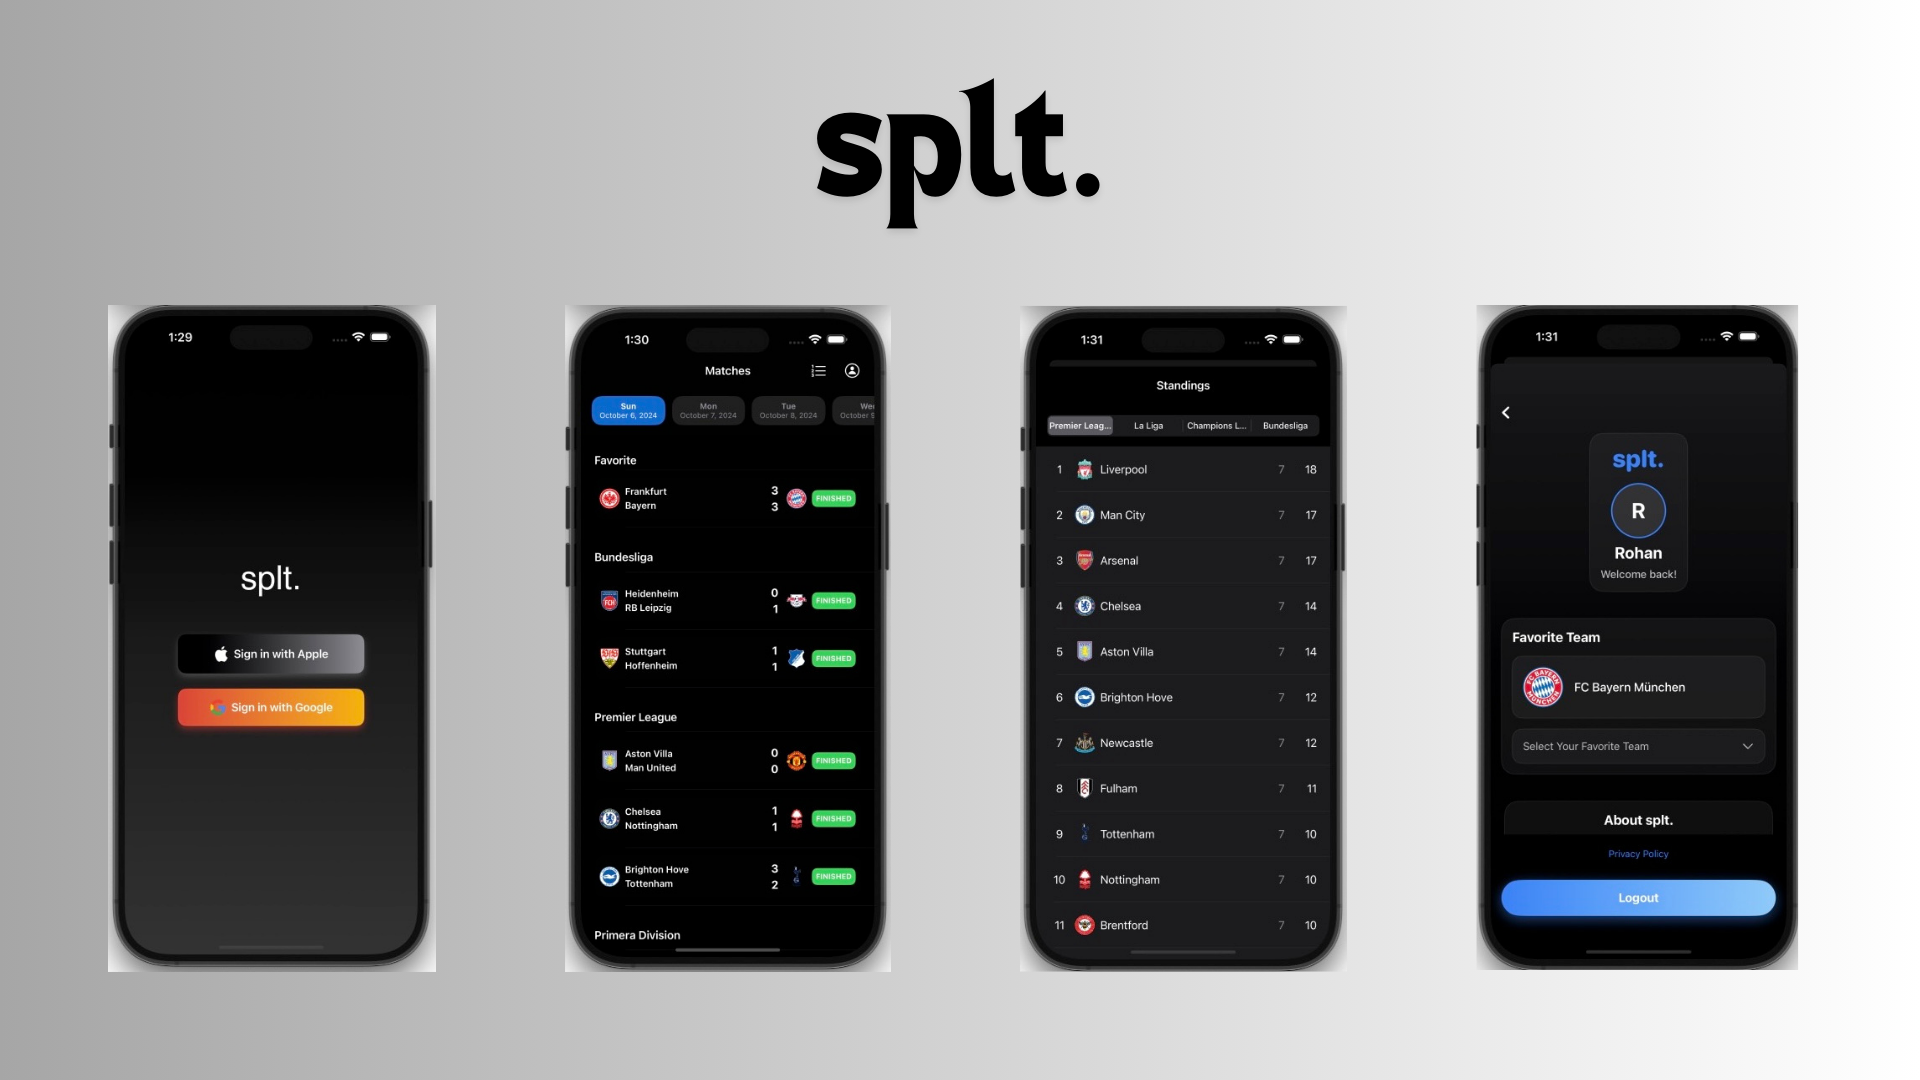 splt.
1:29
splt.
Sign in with Apple
Sign in with Google
1:30
Matches
Sun
October 6, 2024
Mon
October 7, 2024
Tue
October 8, 2024
We
October 9
Favorite
Frankfurt 3
Bayern 3
FINISHED
Bundesliga
Heidenheim 0
RB Leipzig 1
FINISHED
Stuttgart 1
Hoffenheim 1
FINISHED
Premier League
Aston Villa 0
Man United 0
FINISHED
Chelsea 1
Nottingham 1
FINISHED
Brighton Hove 3
Tottenham 2
FINISHED
Primera Division
1:31
Standings
Premier Leag... La Liga Champions L... Bundesliga
1 Liverpool 7 18
2 Man City 7 17
3 Arsenal 7 17
4 Chelsea 7 14
5 Aston Villa 7 14
6 Brighton Hove 7 12
7 Newcastle 7 12
8 Fulham 7 11
9 Tottenham 7 10
10 Nottingham 7 10
11 Brentford 7 10
1:31
splt.
R
Rohan
Welcome back!
Favorite Team
FC BAYERN MÜNCHEN
FC Bayern München
Select Your Favorite Team
About splt.
Privacy Policy
Logout